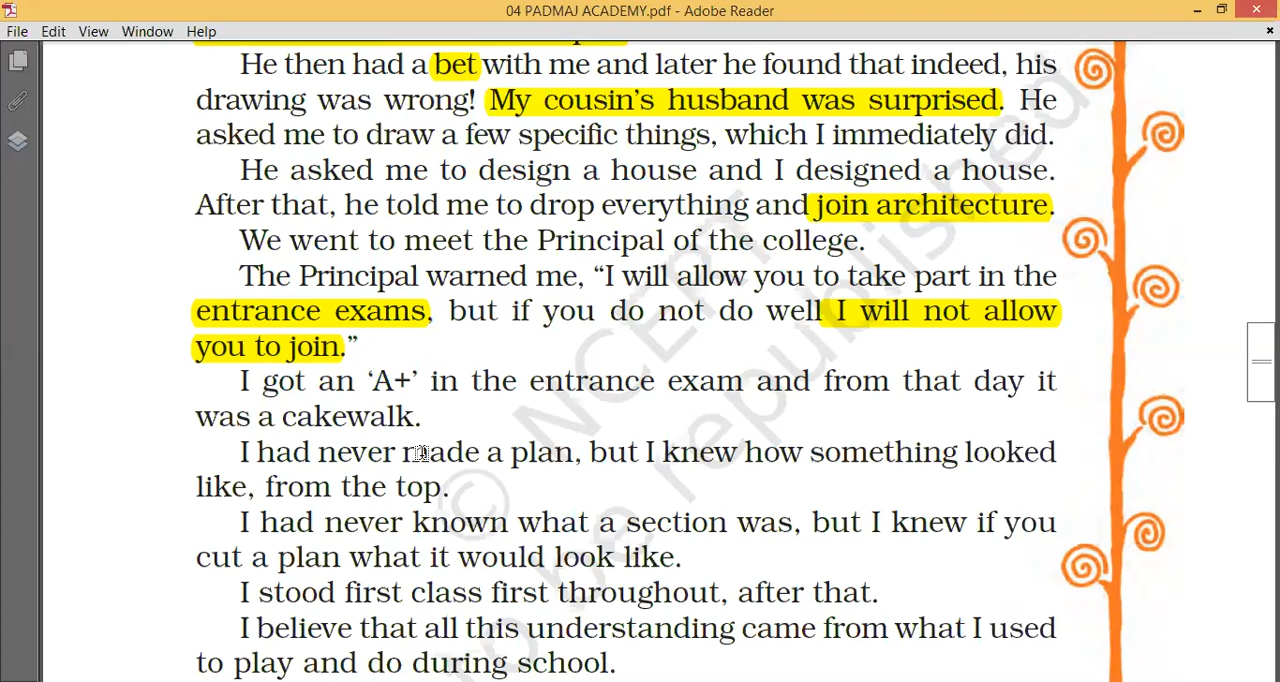 04 PADMAJ ACADEMY.pdf - Adobe Reader
File Edit View Window Help
He then had a bet with me and later he found that indeed, his
drawing was wrong! My cousin's husband was surprised. He
asked me to draw a few specific things, which I immediately did.
He asked me to design a house and I designed a house.
After that, he told me to drop everything and join architecture.
We went to meet the Principal of the college.
The Principal warned me, “I will allow you to take part in the
entrance exams, but if you do not do well I will not allow
you to join.”
I got an ‘A+’ in the entrance exam and from that day it
was a cakewalk.
I had never made a plan, but I knew how something looked
like, from the top.
I had never known what a section was, but I knew if you
cut a plan what it would look like.
I stood first class first throughout, after that.
I believe that all this understanding came from what I used
to play and do during school.
© NCERT
to be republished